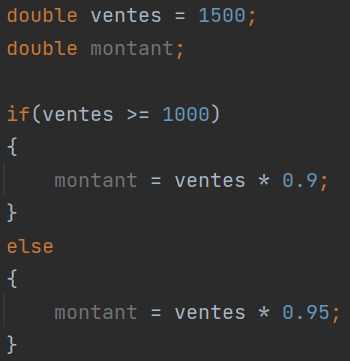 double ventes = 1500;
double montant;
if(ventes >= 1000)
{
    montant = ventes * 0.9;
}
else
{
    montant = ventes * 0.95;
}